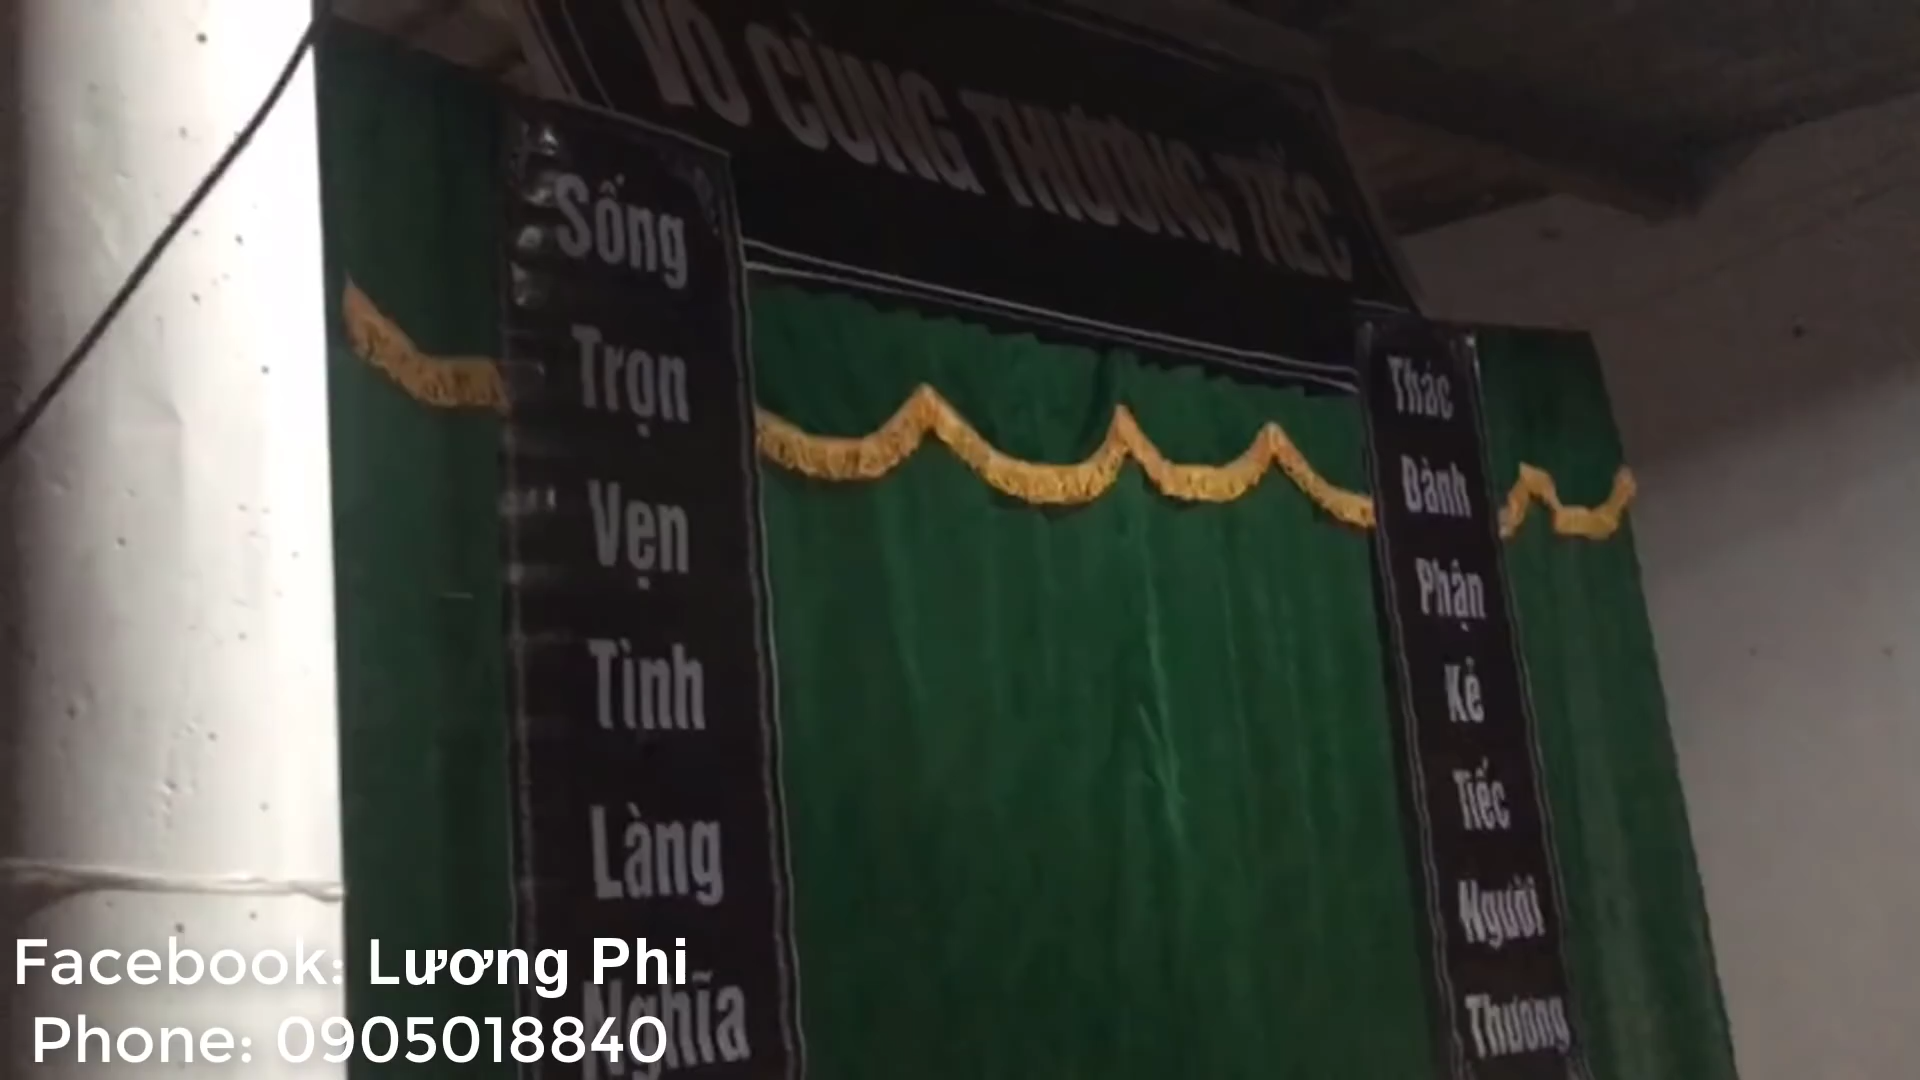 VÔ CÙNG THƯƠNG TIẾC
Sống
Trọn
Vẹn
Tình
Làng
Nghĩa
Thác
Đành
Phận
Kẻ
Tiếc
Người
Thương
Facebook: Lương Phi
Phone: 0905018840